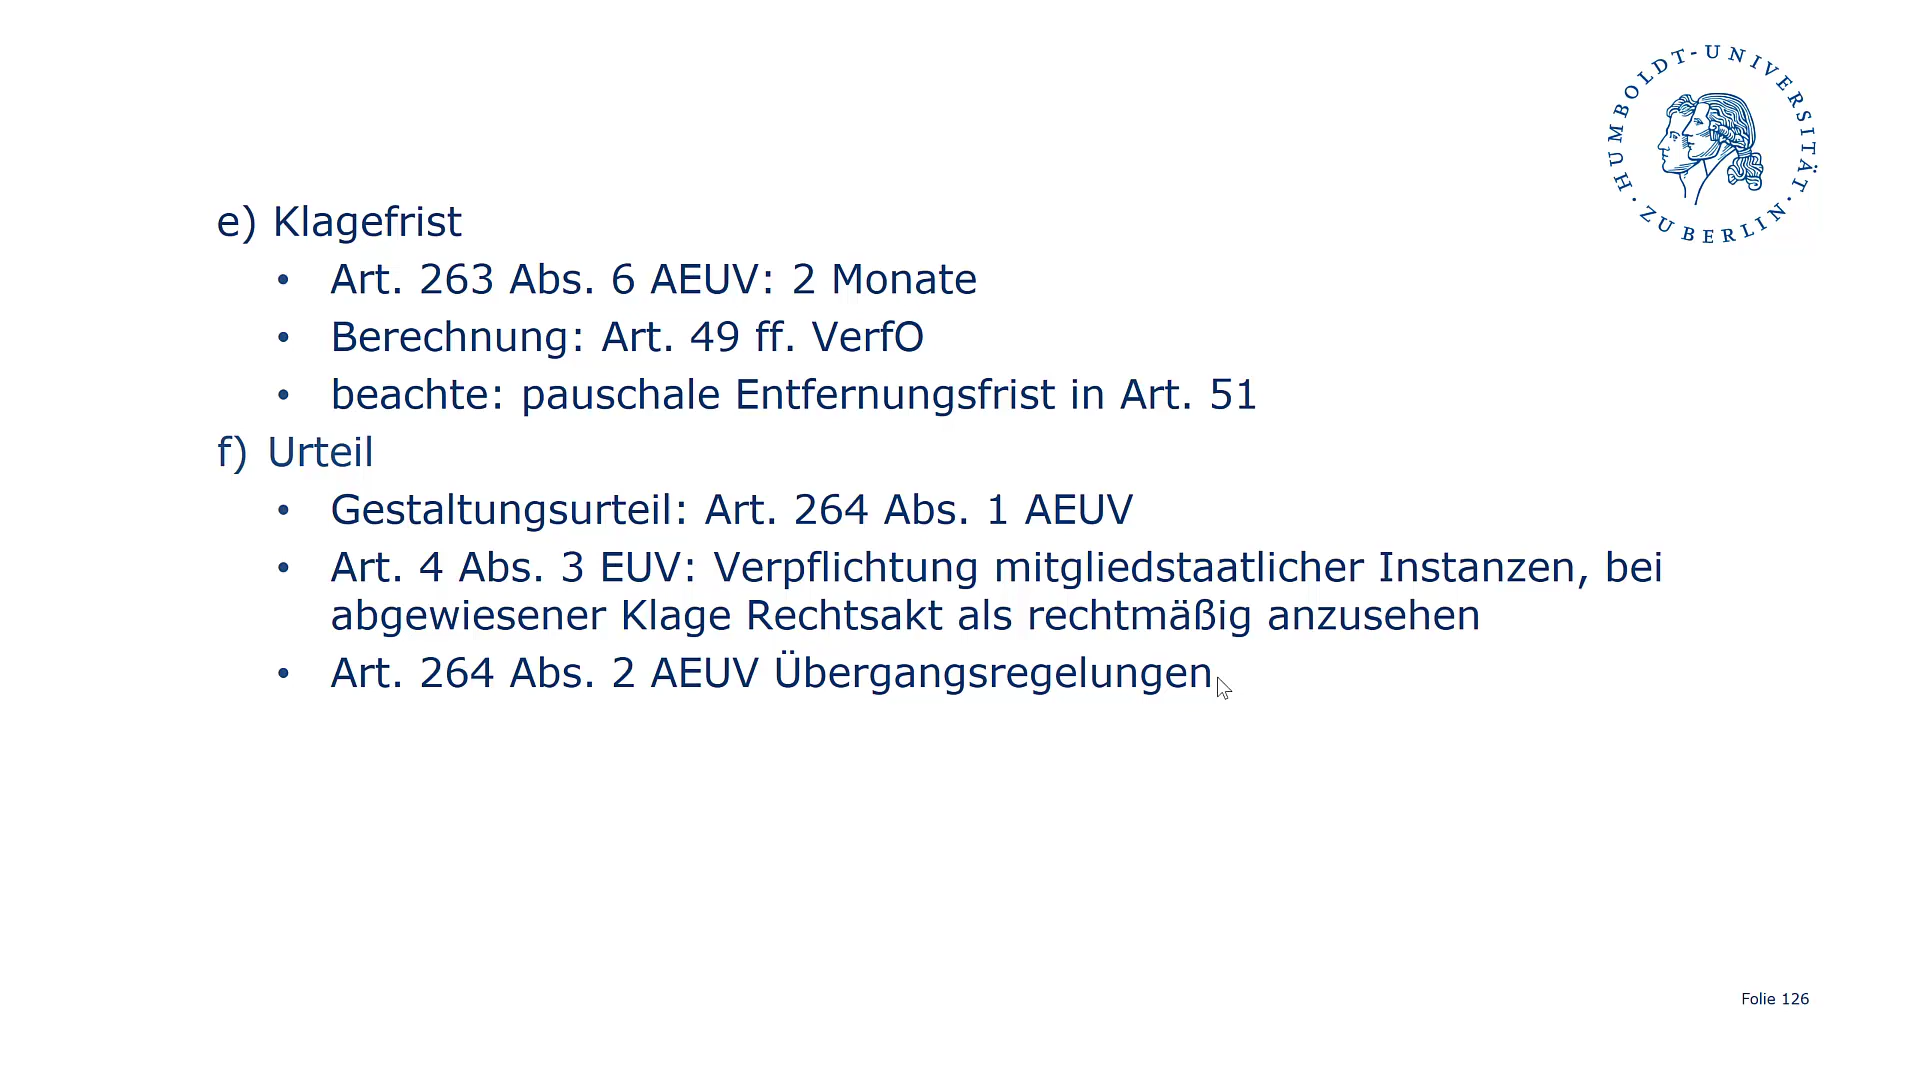 HUMBOLDT-UNIVERSITÄT · ZU BERLIN ·
e) Klagefrist
• Art. 263 Abs. 6 AEUV: 2 Monate
• Berechnung: Art. 49 ff. VerfO
• beachte: pauschale Entfernungsfrist in Art. 51
f) Urteil
• Gestaltungsurteil: Art. 264 Abs. 1 AEUV
• Art. 4 Abs. 3 EUV: Verpflichtung mitgliedstaatlicher Instanzen, bei
abgewiesener Klage Rechtsakt als rechtmäßig anzusehen
• Art. 264 Abs. 2 AEUV Übergangsregelungen
Folie 126